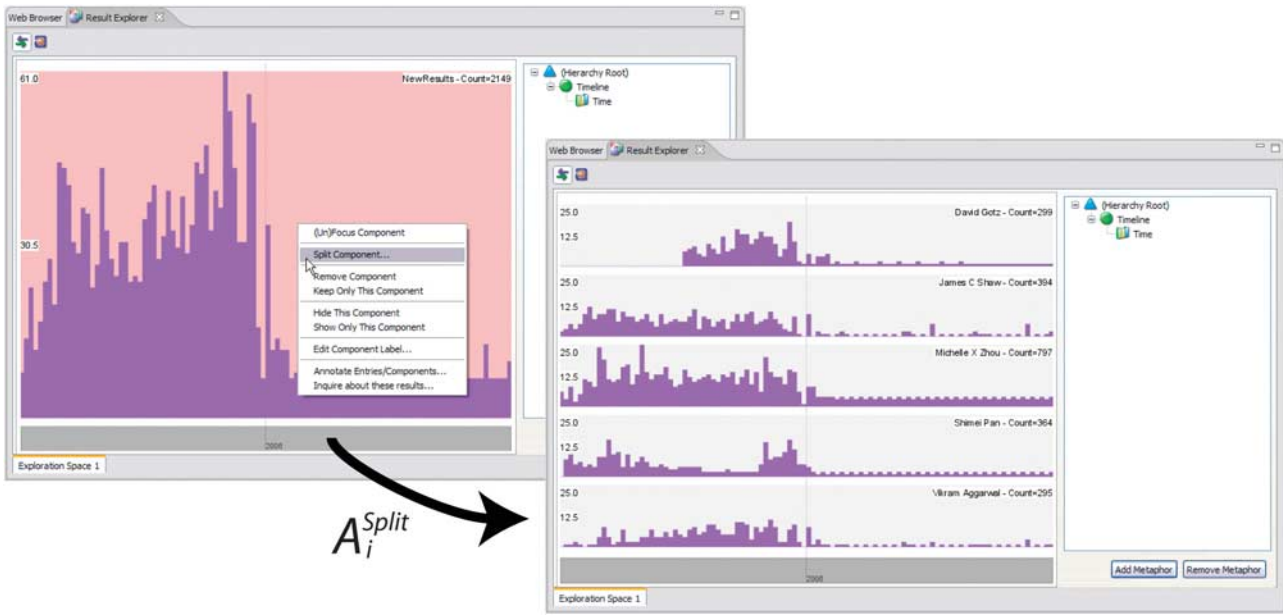 Web Browser
Result Explorer
61.0
NewResults - Count=2149
30.5
(Hierarchy Root)
Timeline
Time
(Un)Focus Component
Split Component...
Remove Component
Keep Only This Component
Hide This Component
Show Only This Component
Edit Component Label...
Annotate Entries/Components...
Inquire about these results...
2008
Exploration Space 1
A_i^Split
Web Browser
Result Explorer
25.0
David Gotz - Count=299
12.5
25.0
James C Shaw - Count=394
12.5
25.0
Michelle X Zhou - Count=797
12.5
25.0
Shimei Pan - Count=364
12.5
25.0
Vikram Aggarwal - Count=295
12.5
2008
(Hierarchy Root)
Timeline
Time
Add Metaphor
Remove Metaphor
Exploration Space 1